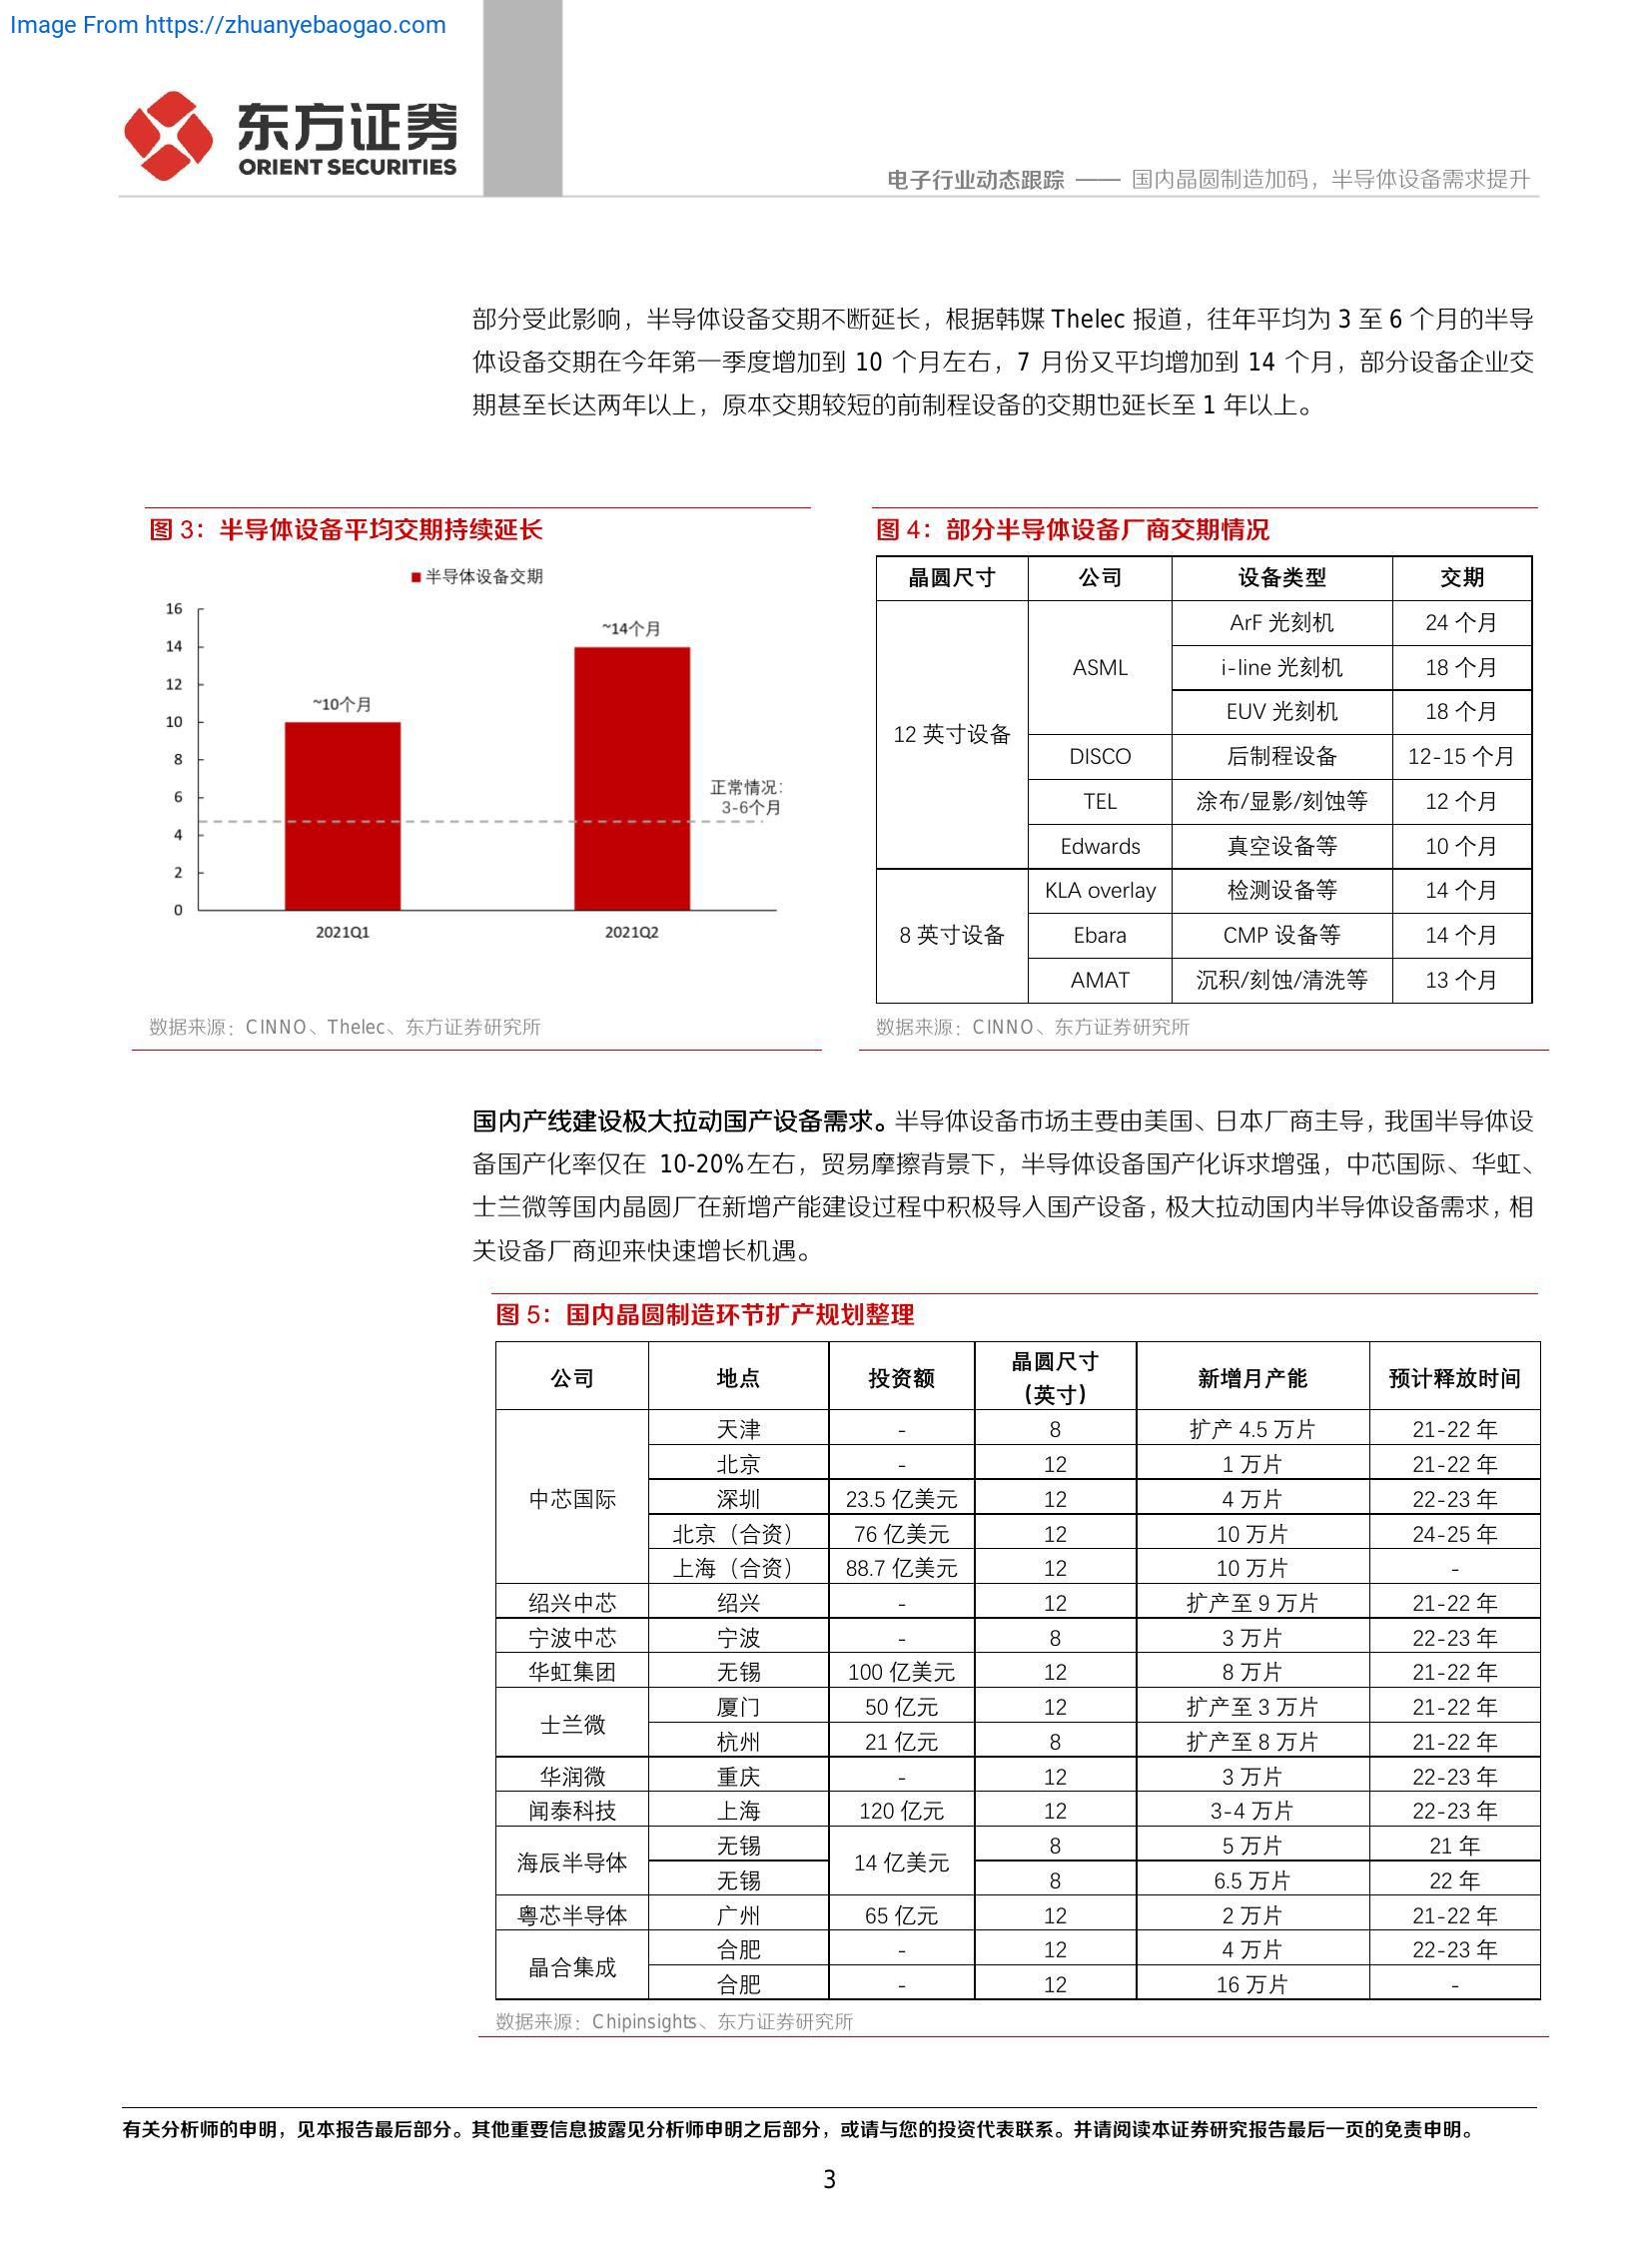 Image From https://zhuanyebaogao.com
东方证券
ORIENT SECURITIES
电子行业动态跟踪 —— 国内晶圆制造加码，半导体设备需求提升
部分受此影响，半导体设备交期不断延长，根据韩媒 Thelec 报道，往年平均为 3 至 6 个月的半导
体设备交期在今年第一季度增加到 10 个月左右，7 月份又平均增加到 14 个月，部分设备企业交
期甚至长达两年以上，原本交期较短的前制程设备的交期也延长至 1 年以上。
图 3：半导体设备平均交期持续延长
半导体设备交期
16
14
12
10
8
6
4
2
0
~10个月
~14个月
正常情况：
3-6个月
2021Q1
2021Q2
数据来源：CINNO、Thelec、东方证券研究所
图 4：部分半导体设备厂商交期情况
晶圆尺寸 公司 设备类型 交期
12 英寸设备 ASML ArF 光刻机 24 个月
i-line 光刻机 18 个月
EUV 光刻机 18 个月
DISCO 后制程设备 12-15 个月
TEL 涂布/显影/刻蚀等 12 个月
Edwards 真空设备等 10 个月
8 英寸设备 KLA overlay 检测设备等 14 个月
Ebara CMP 设备等 14 个月
AMAT 沉积/刻蚀/清洗等 13 个月
数据来源：CINNO、东方证券研究所
国内产线建设极大拉动国产设备需求。半导体设备市场主要由美国、日本厂商主导，我国半导体设
备国产化率仅在 10-20%左右，贸易摩擦背景下，半导体设备国产化诉求增强，中芯国际、华虹、
士兰微等国内晶圆厂在新增产能建设过程中积极导入国产设备，极大拉动国内半导体设备需求，相
关设备厂商迎来快速增长机遇。
图 5：国内晶圆制造环节扩产规划整理
公司 地点 投资额 晶圆尺寸（英寸） 新增月产能 预计释放时间
中芯国际 天津 - 8 扩产 4.5 万片 21-22 年
北京 - 12 1 万片 21-22 年
深圳 23.5 亿美元 12 4 万片 22-23 年
北京（合资） 76 亿美元 12 10 万片 24-25 年
上海（合资） 88.7 亿美元 12 10 万片 -
绍兴中芯 绍兴 - 12 扩产至 9 万片 21-22 年
宁波中芯 宁波 - 8 3 万片 22-23 年
华虹集团 无锡 100 亿美元 12 8 万片 21-22 年
士兰微 厦门 50 亿元 12 扩产至 3 万片 21-22 年
杭州 21 亿元 8 扩产至 8 万片 21-22 年
华润微 重庆 - 12 3 万片 22-23 年
闻泰科技 上海 120 亿元 12 3-4 万片 22-23 年
海辰半导体 无锡 14 亿美元 8 5 万片 21 年
无锡 8 6.5 万片 22 年
粤芯半导体 广州 65 亿元 12 2 万片 21-22 年
晶合集成 合肥 - 12 4 万片 22-23 年
合肥 - 12 16 万片 -
数据来源：Chipinsights、东方证券研究所
有关分析师的申明，见本报告最后部分。其他重要信息披露见分析师申明之后部分，或请与您的投资代表联系。并请阅读本证券研究报告最后一页的免责申明。
3